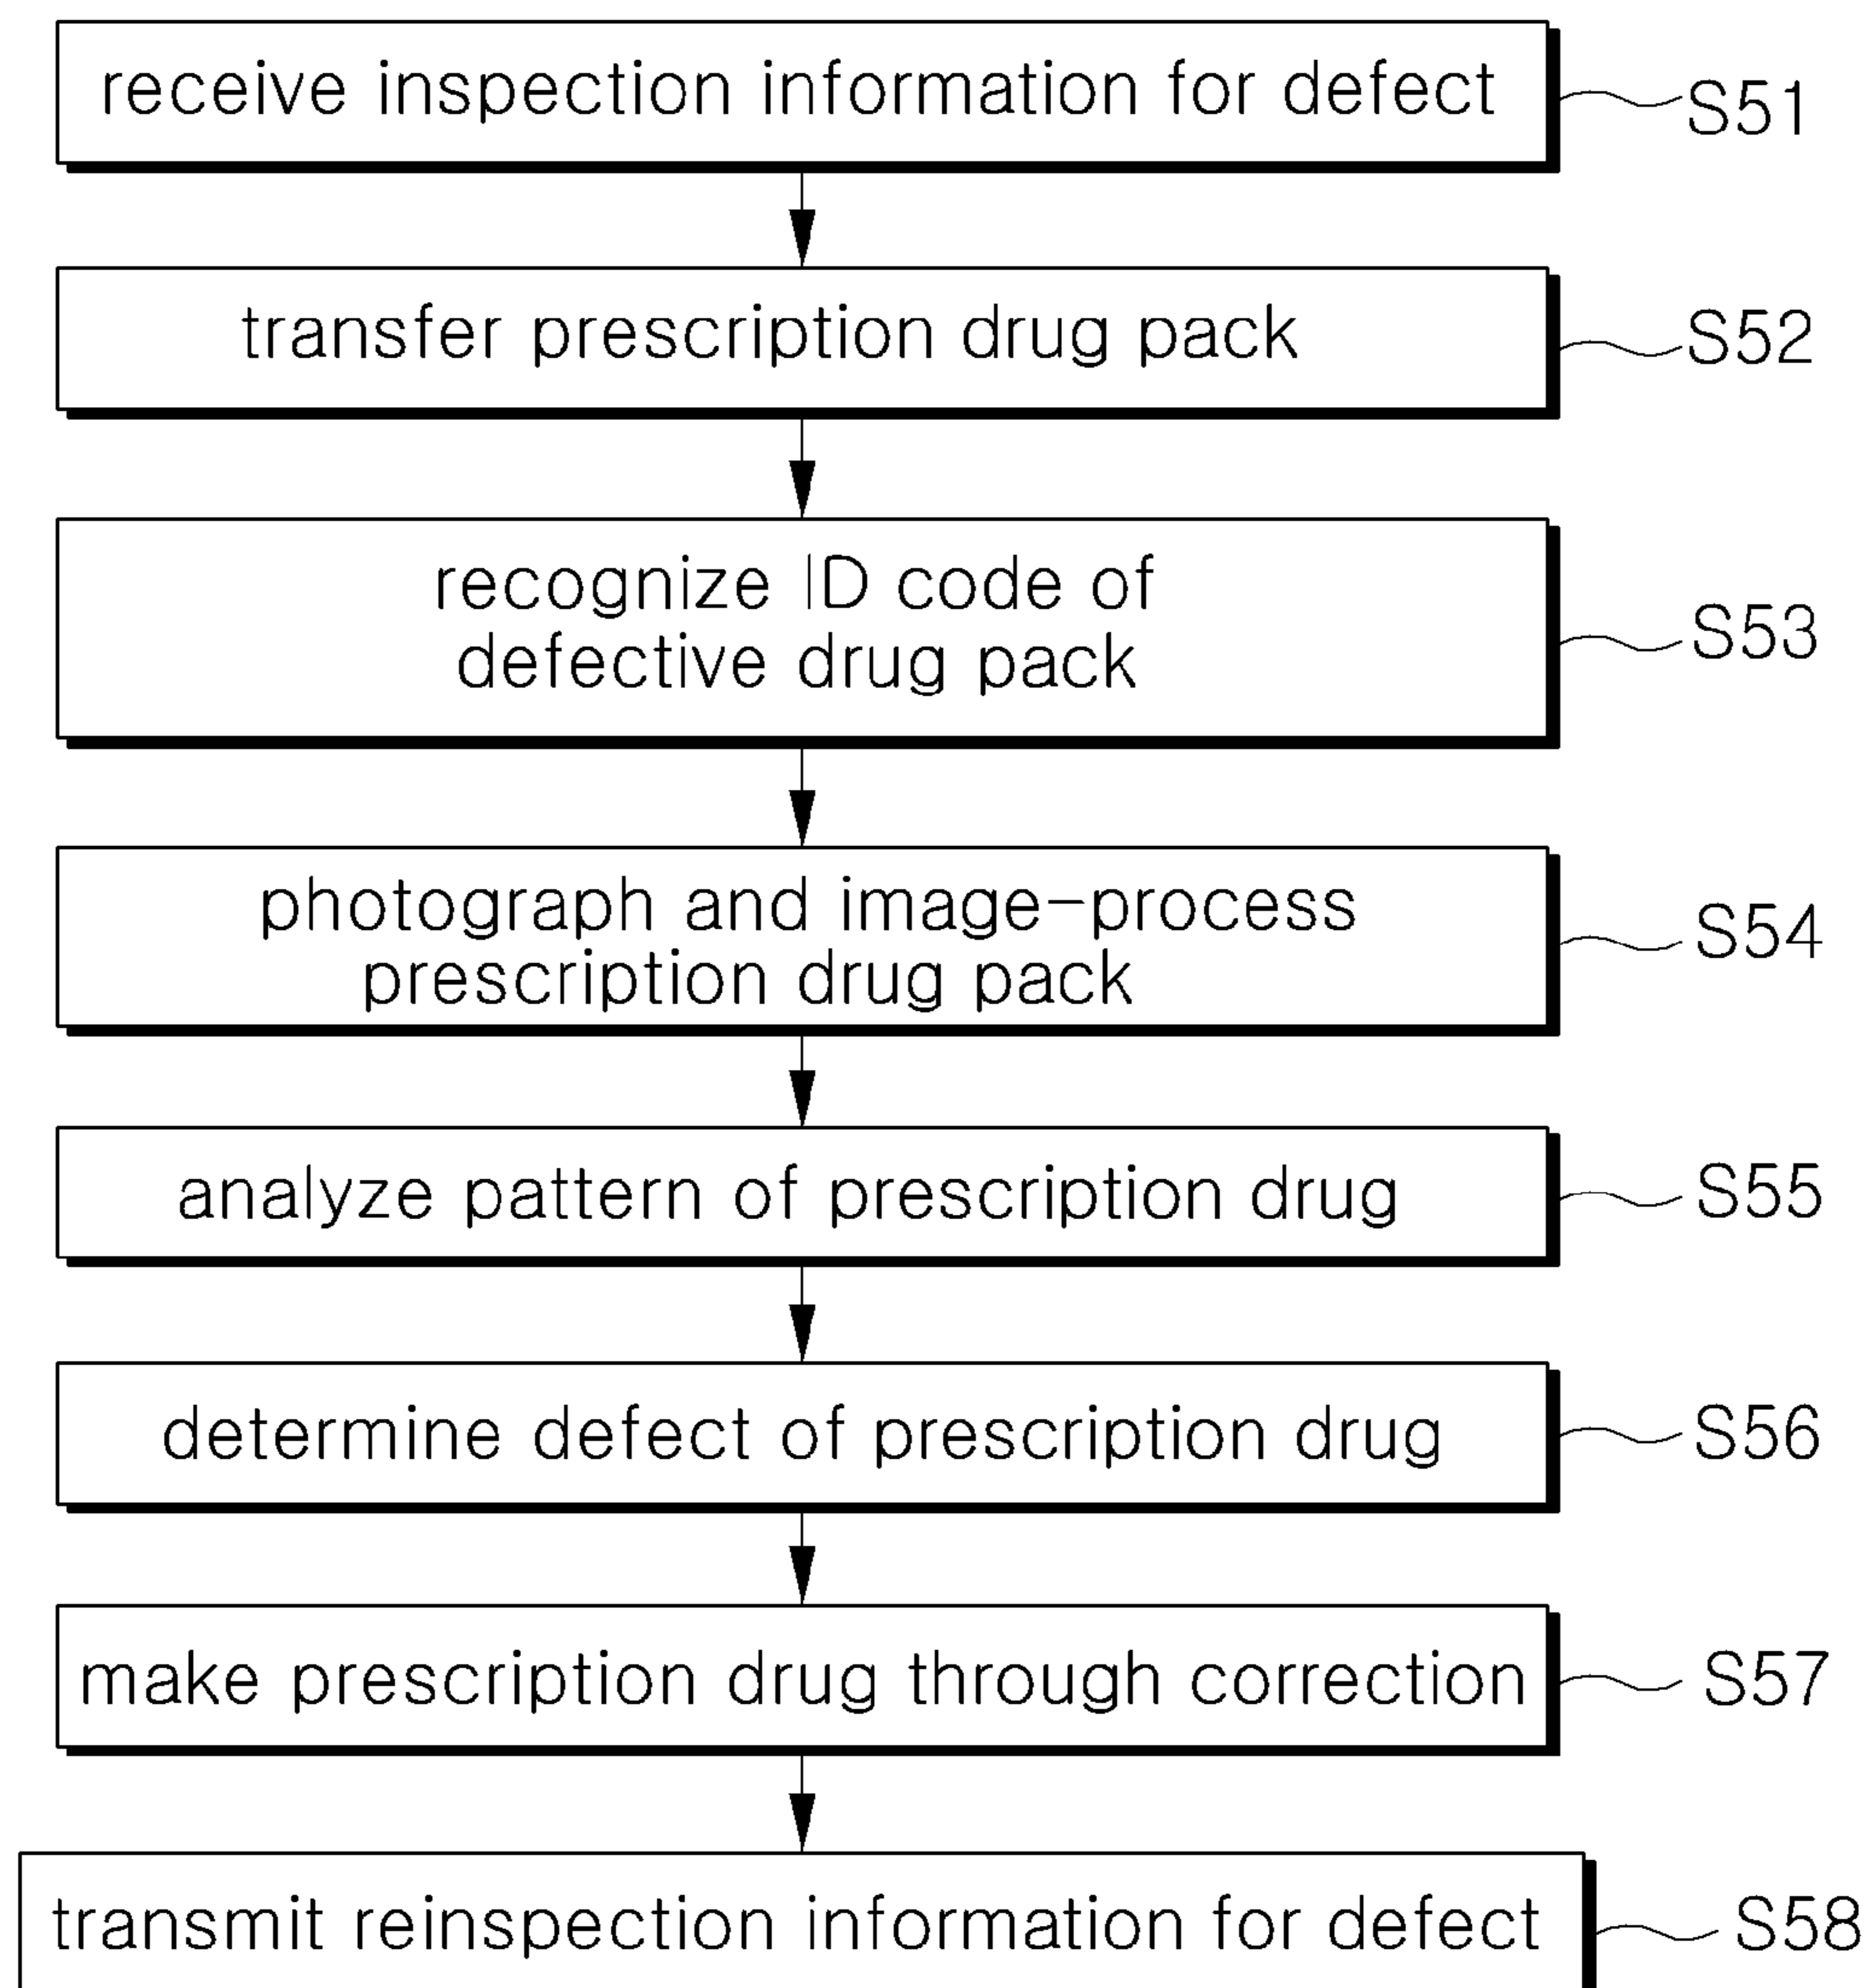 receive inspection information for defect
S51
transfer prescription drug pack
S52
recognize ID code of
defective drug pack
S53
photograph and image-process
prescription drug pack
S54
analyze pattern of prescription drug
S55
determine defect of prescription drug
S56
make prescription drug through correction
S57
transmit reinspection information for defect
S58